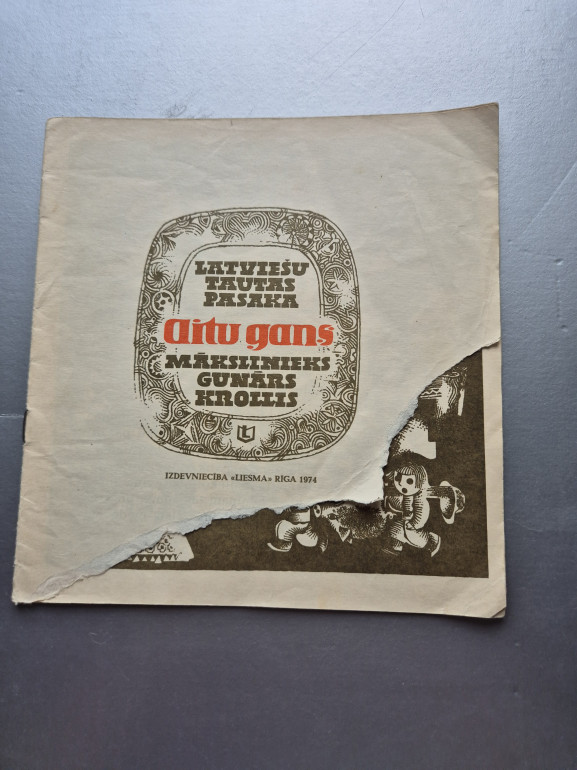 LATVIEŠU
TAUTAS
PASAKA
Aitu gans
MĀKSLINIEKS
GUNĀRS
KROLLIS
IZDEVNIECĪBA «LIESMA» RĪGA 1974